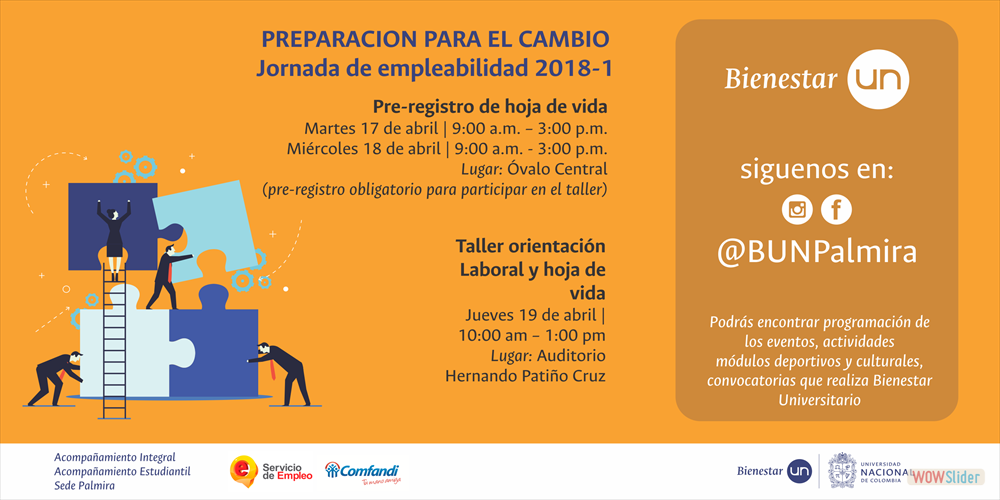 PREPARACION PARA EL CAMBIO
Jornada de empleabilidad 2018-1
Pre-registro de hoja de vida
Martes 17 de abril | 9:00 a.m. – 3:00 p.m.
Miércoles 18 de abril | 9:00 a.m. - 3:00 p.m.
Lugar: Óvalo Central
(pre-registro obligatorio para participar en el taller)
Taller orientación
Laboral y hoja de
vida
Jueves 19 de abril |
10:00 am – 1:00 pm
Lugar: Auditorio
Hernando Patiño Cruz
Bienestar un
siguenos en:
@BUNPalmira
Podrás encontrar programación de
los eventos, actividades
módulos deportivos y culturales,
convocatorias que realiza Bienestar
Universitario
Acompañamiento Integral
Acompañamiento Estudiantil
Sede Palmira
Servicio
de Empleo
Comfandi
Tu mano amiga
Bienestar un
UNIVERSIDAD
NACIONAL
DE COLOMBIA
WOWSlider